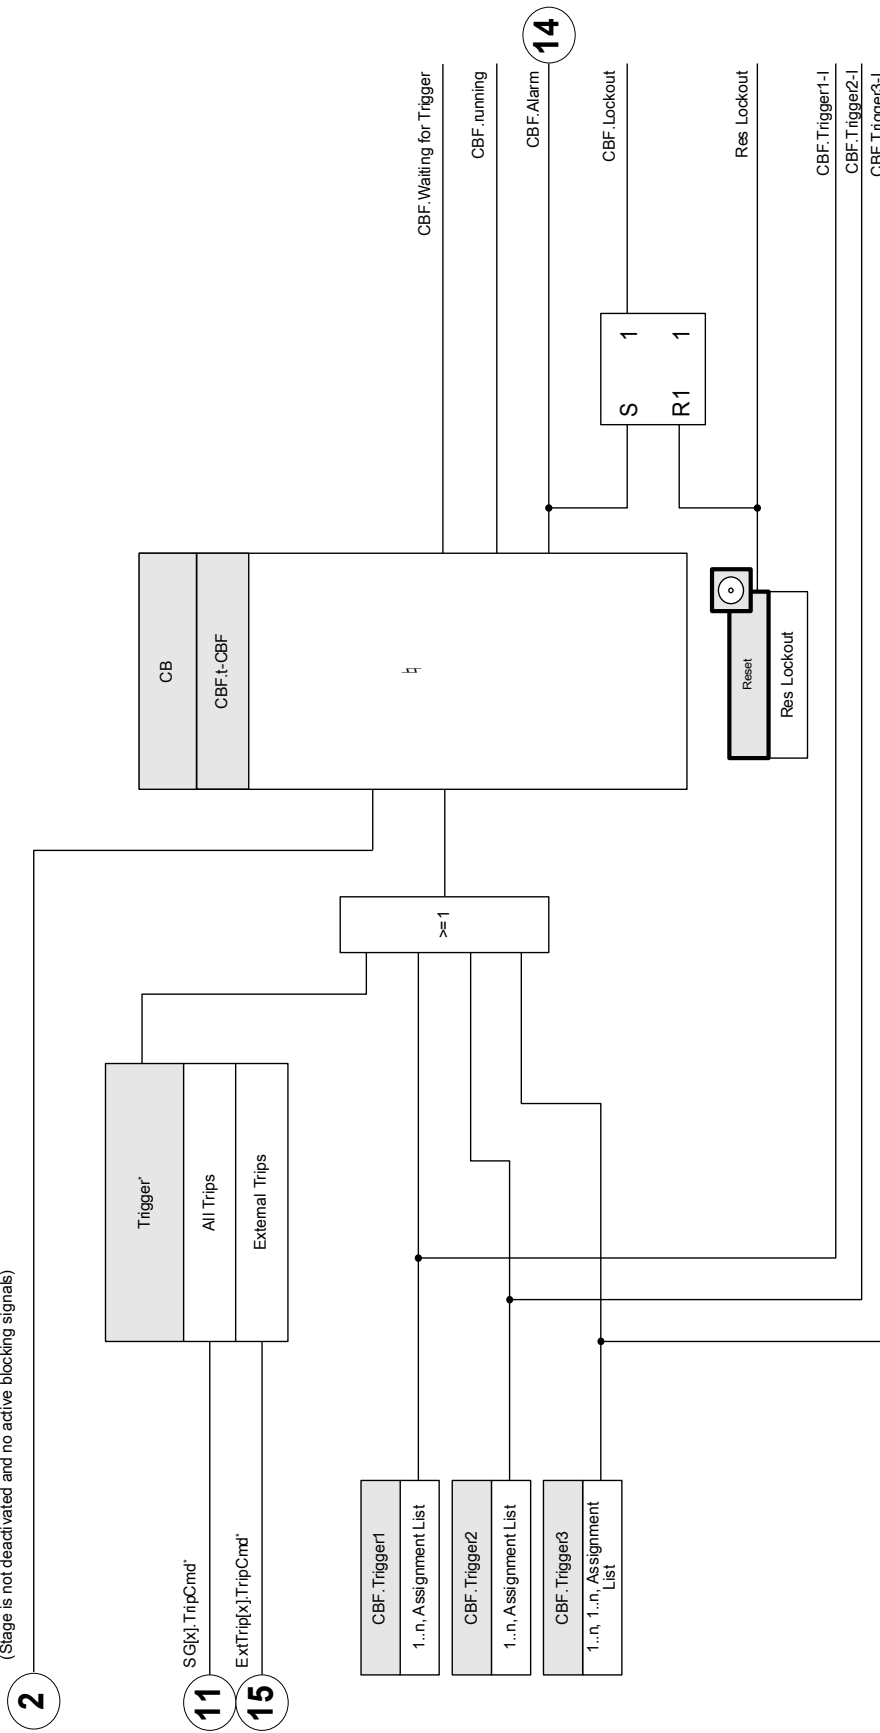 (Stage is not deactivated and no active blocking signals)
2
SG[x].TripCmd*
11
ExtTrip[x].TripCmd*
15
Trigger*
All Trips
External Trips
CBF.Trigger1
1..n, Assignment List
CBF.Trigger2
1..n, Assignment List
CBF.Trigger3
1..n, 1..n, Assignment
List
>=1
CB
CBF.t-CBF
Reset
Res Lockout
S 1
R1 1
CBF.Waiting for Trigger
CBF.running
CBF.Alarm
14
CBF.Lockout
Res Lockout
CBF.Trigger1-I
CBF.Trigger2-I
CBF.Trigger3-I